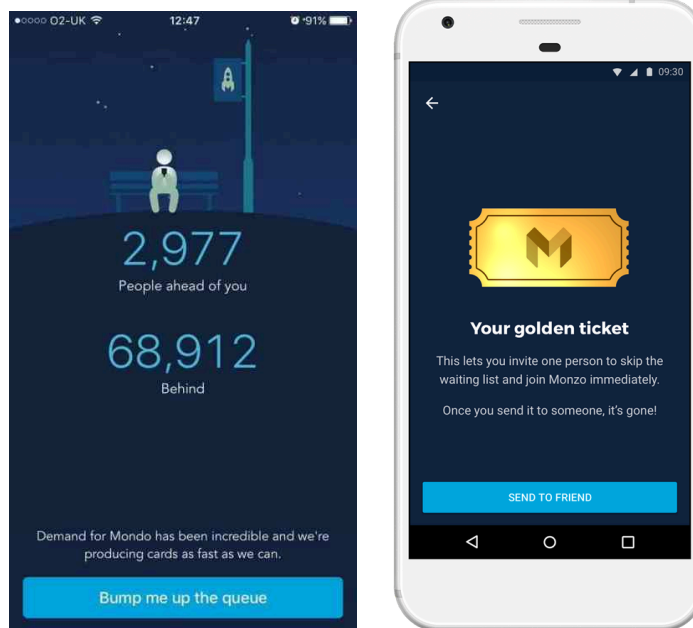 O2-UK 12:47 91%
2,977
People ahead of you
68,912
Behind
Demand for Mondo has been incredible and we're
producing cards as fast as we can.
Bump me up the queue
09:30
M
Your golden ticket
This lets you invite one person to skip the
waiting list and join Monzo immediately.
Once you send it to someone, it's gone!
SEND TO FRIEND